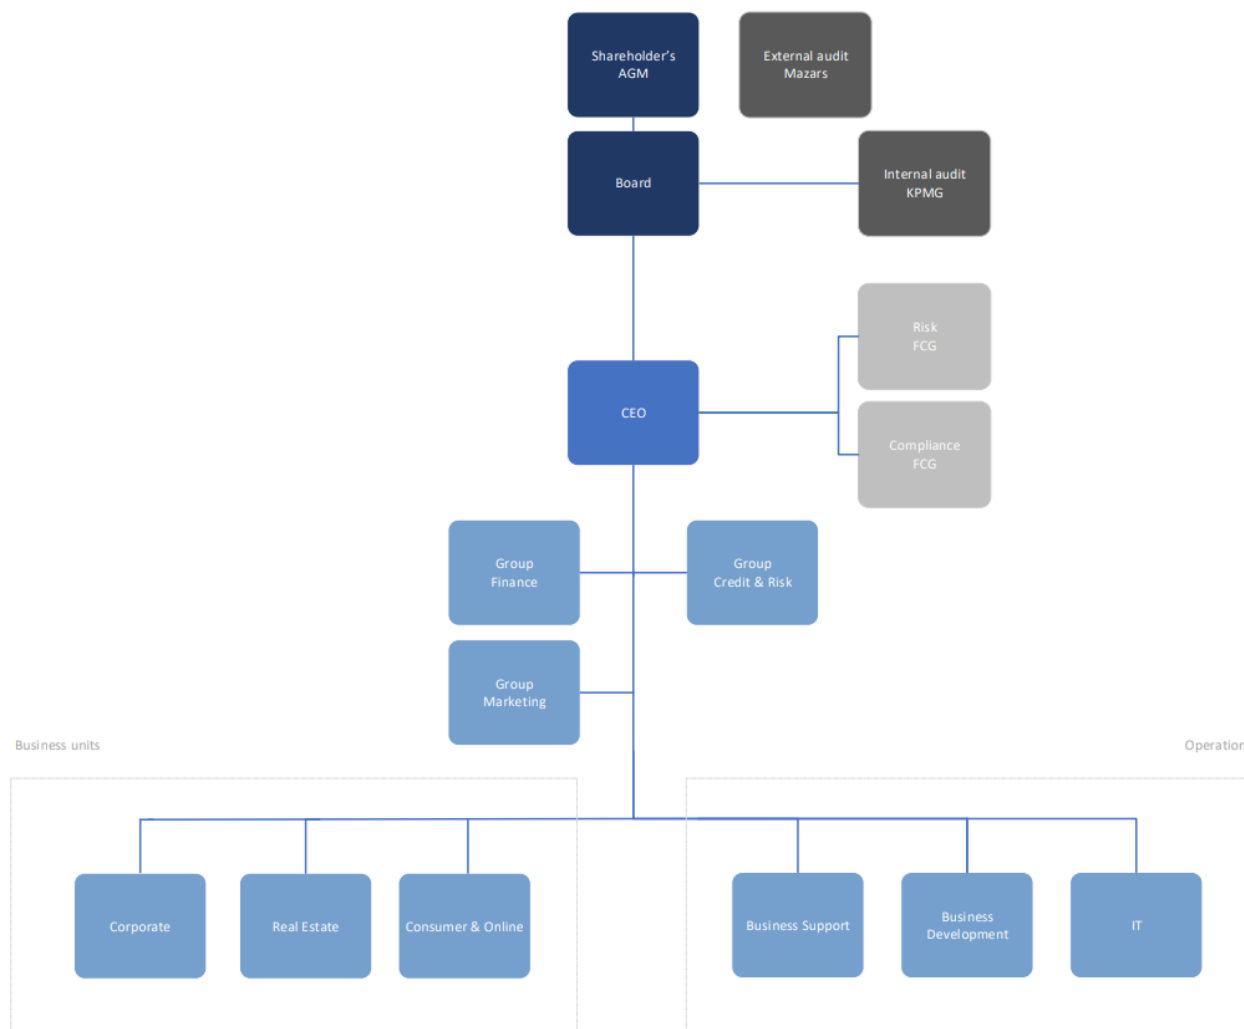 Shareholder's
AGM
External audit
Mazars
Board
Internal audit
KPMG
Risk
FCG
CEO
Compliance
FCG
Group
Finance
Group
Credit & Risk
Group
Marketing
Business units
Operation
Corporate
Real Estate
Consumer & Online
Business Support
Business
Development
IT